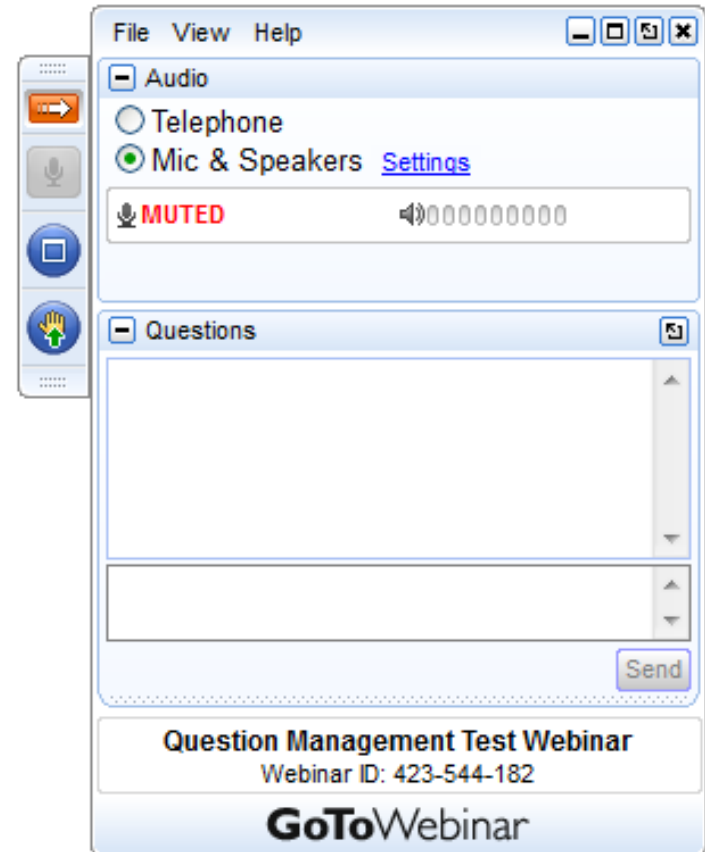 File View Help
Audio
Telephone
Mic & Speakers Settings
MUTED 000000000
Questions
Send
Question Management Test Webinar
Webinar ID: 423-544-182
GoToWebinar